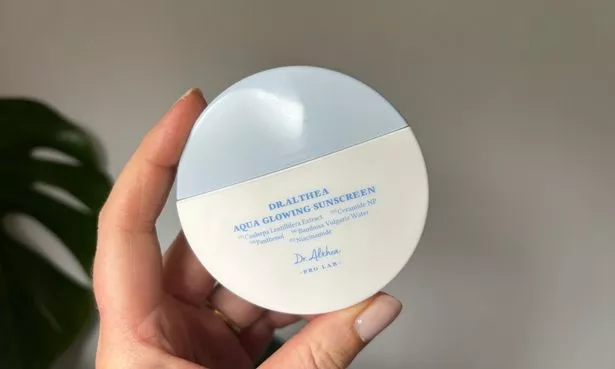 DR.ALTHEA
AQUA GLOWING SUNSCREEN
Caulerpa Lentillifera Extract Ceramide NP
Panthenol Bambusa Vulgaris Water
Niacinamide
Dr. Althea
·PRO LAB·